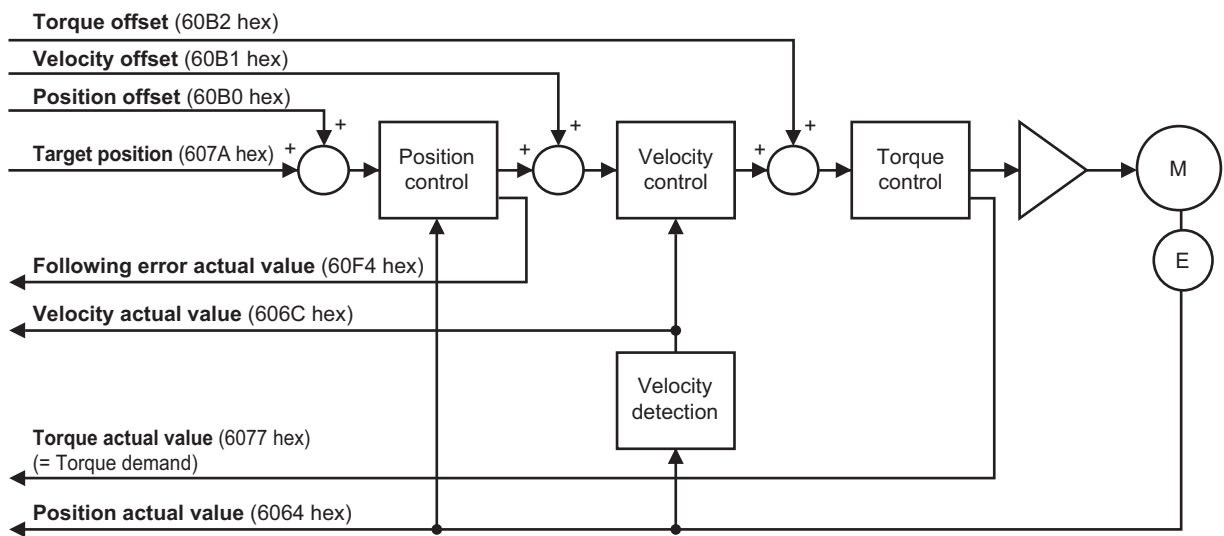 Torque offset (60B2 hex)
Velocity offset (60B1 hex)
Position offset (60B0 hex)
+
+
+
Target position (607A hex)
+
+
+
Position
control
Velocity
control
Torque
control
M
E
Following error actual value (60F4 hex)
Velocity actual value (606C hex)
Velocity
detection
Torque actual value (6077 hex)
(= Torque demand)
Position actual value (6064 hex)